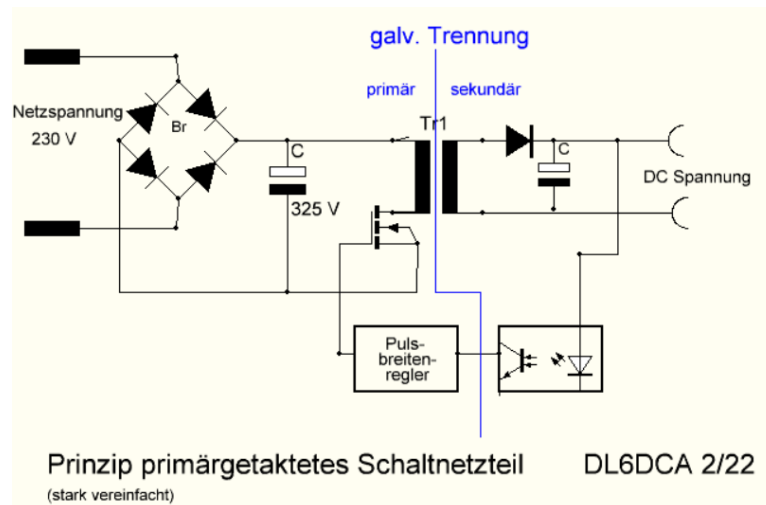 galv. Trennung
primär sekundär
Netzspannung
230 V
Br
Tr1
C
325 V
C
DC Spannung
Puls-
breiten-
regler
Prinzip primärgetaktetes Schaltnetzteil DL6DCA 2/22
(stark vereinfacht)